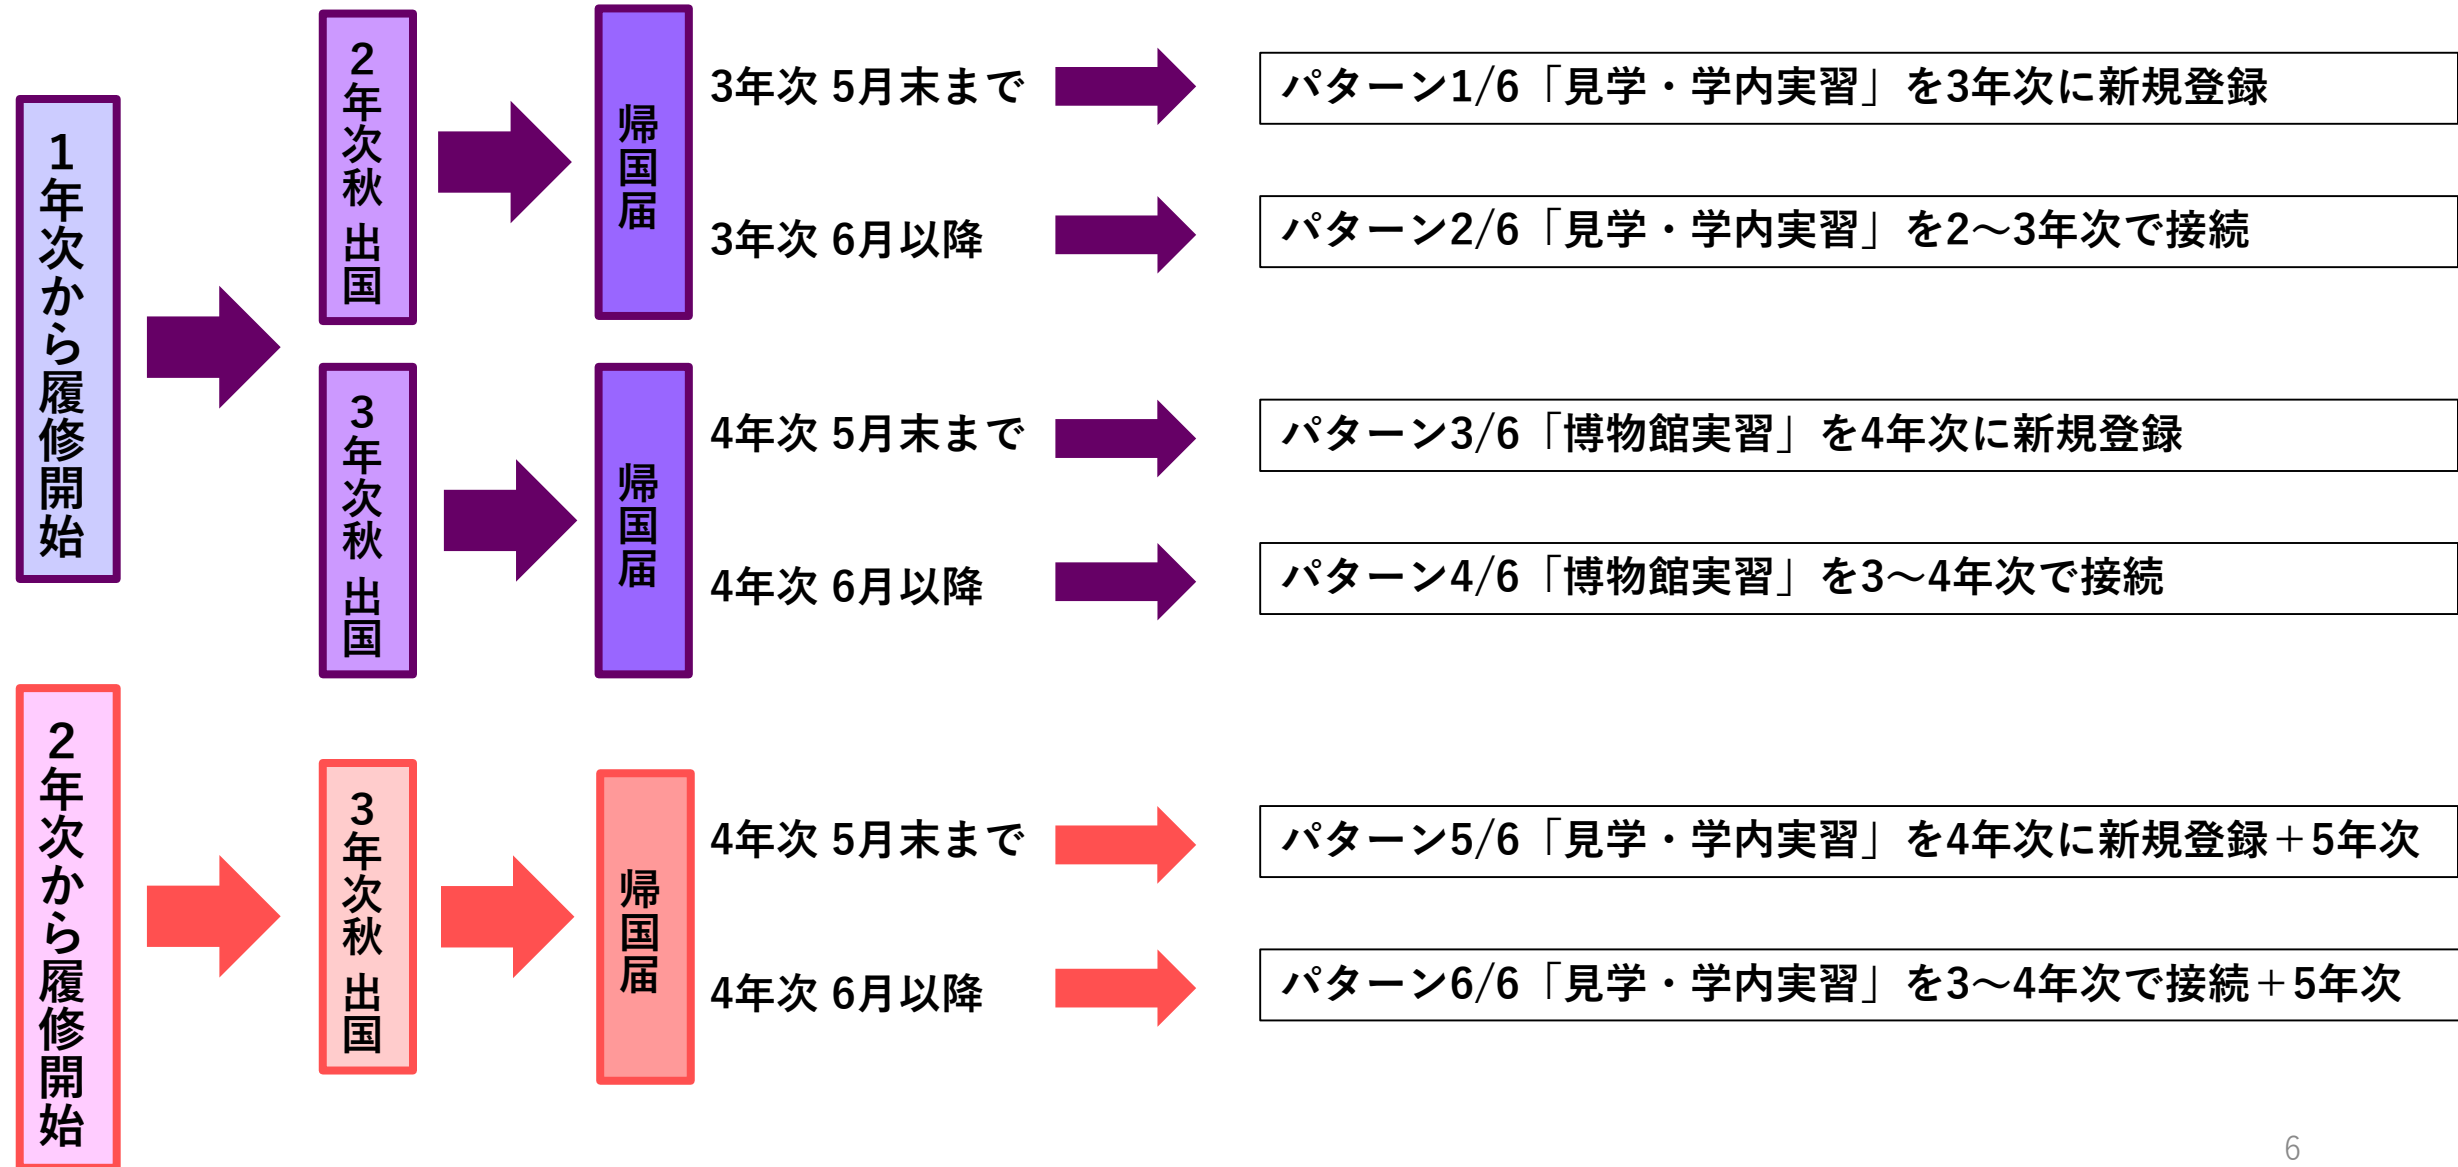 1年次から履修開始
2年次秋 出国
帰国届
3年次 5月末まで
パターン1/6「見学・学内実習」を3年次に新規登録
3年次 6月以降
パターン2/6「見学・学内実習」を2～3年次で接続
3年次秋 出国
帰国届
4年次 5月末まで
パターン3/6「博物館実習」を4年次に新規登録
4年次 6月以降
パターン4/6「博物館実習」を3～4年次で接続
2年次から履修開始
3年次秋 出国
帰国届
4年次 5月末まで
パターン5/6「見学・学内実習」を4年次に新規登録＋5年次
4年次 6月以降
パターン6/6「見学・学内実習」を3～4年次で接続＋5年次
6